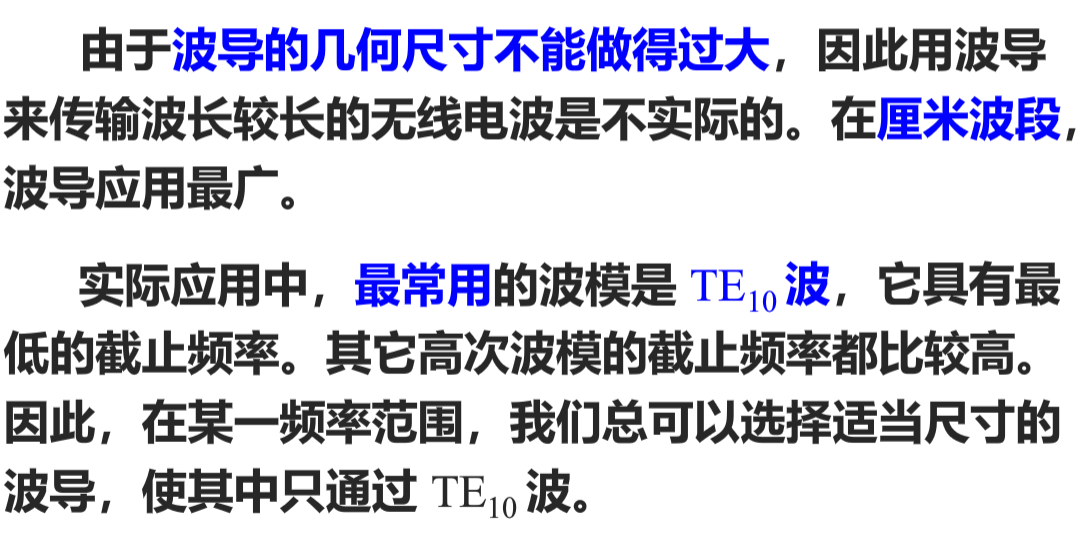 由于波导的几何尺寸不能做得过大，因此用波导
来传输波长较长的无线电波是不实际的。在厘米波段，
波导应用最广。
实际应用中，最常用的波模是 TE₁₀ 波，它具有最
低的截止频率。其它高次波模的截止频率都比较高。
因此，在某一频率范围，我们总可以选择适当尺寸的
波导，使其中只通过 TE₁₀ 波。